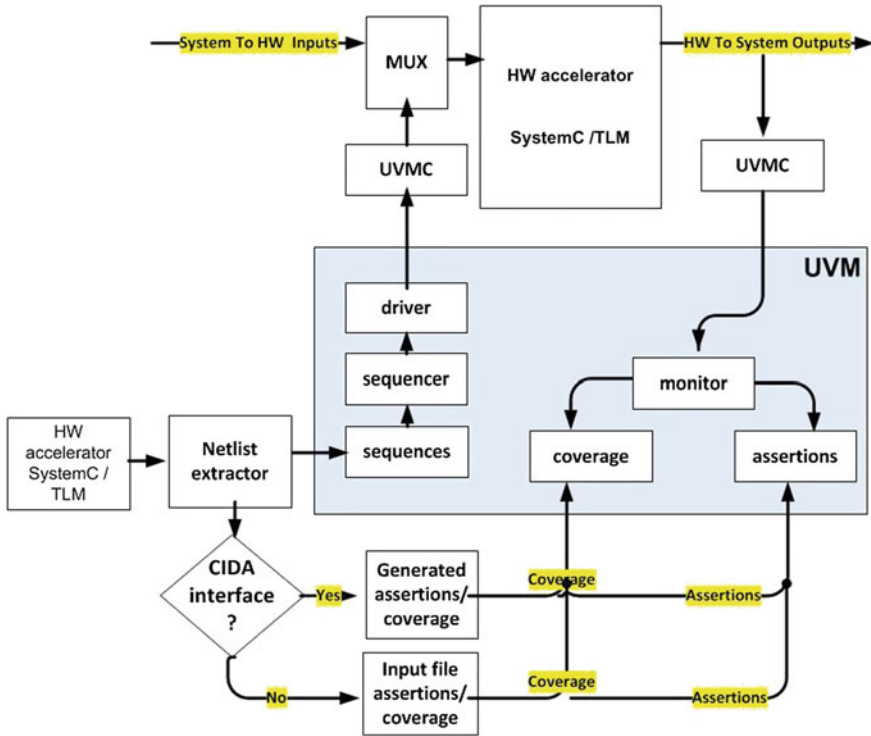 System To HW Inputs
MUX
HW accelerator
SystemC /TLM
HW To System Outputs
UVMC
UVMC
UVM
driver
sequencer
monitor
HW
accelerator
SystemC /
TLM
Netlist
extractor
sequences
coverage
assertions
CIDA
interface
?
Yes
Generated
assertions/
coverage
Coverage
Assertions
No
Input file
assertions/
coverage
Coverage
Assertions